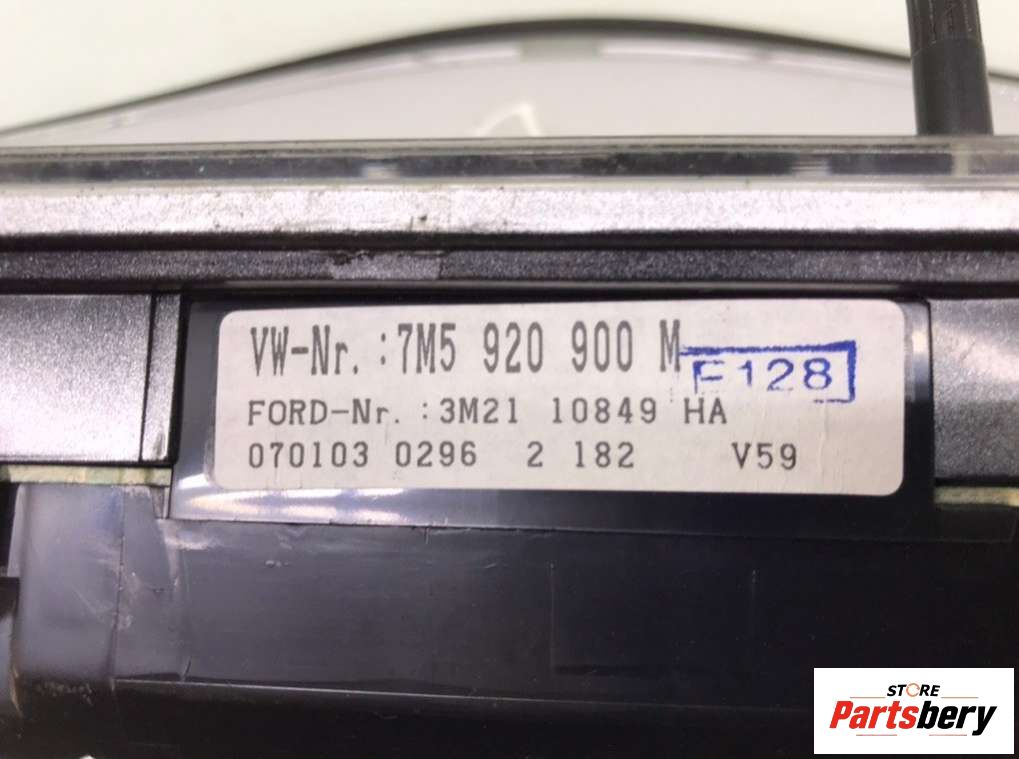 VW-Nr.:7M5 920 900 M
F128
FORD-Nr.:3M21 10849 HA
070103 0296 2 182 V59
STORE
Partsbery